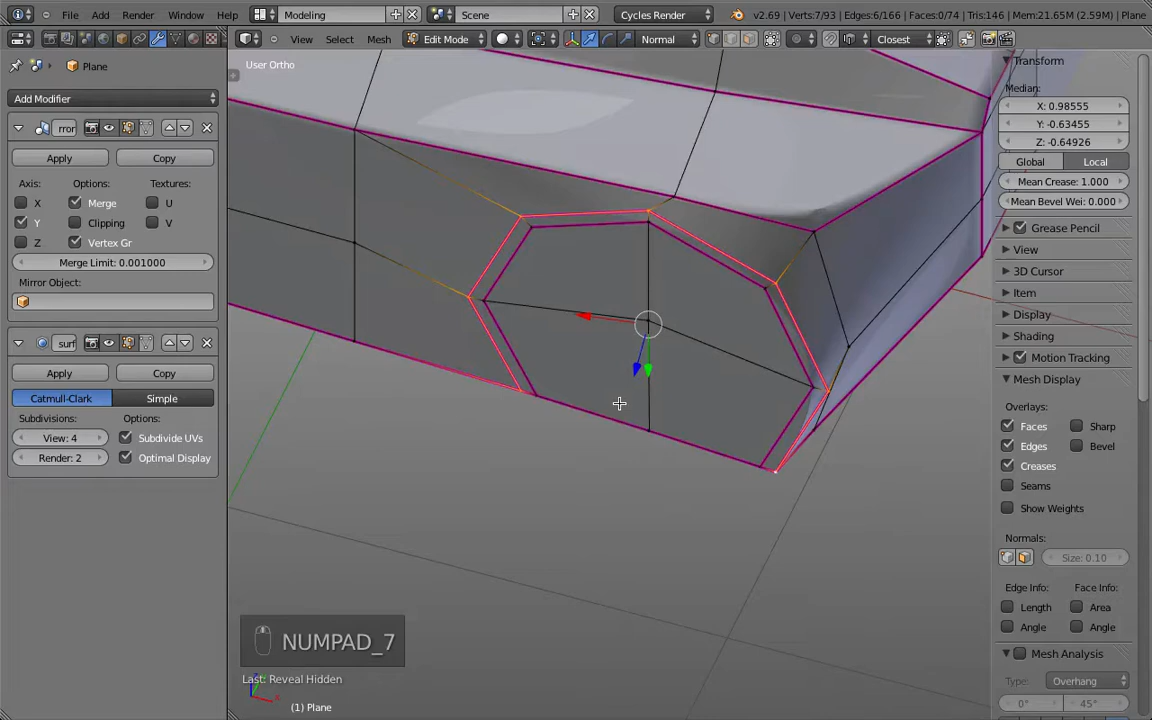 File Add Render Window Help Modeling Scene Cycles Render v2.69 | Verts:7/93 | Edges:6/166 | Faces:0/74 | Tris:146 | Mem:21.65M (2.59M) | Plane
View Select Mesh Edit Mode Normal Closest
Plane
Add Modifier
rror
Apply Copy
Axis: Options: Textures:
X Merge U
Y Clipping V
Z Vertex Gr
Merge Limit: 0.001000
Mirror Object:
surf
Apply Copy
Catmull-Clark Simple
Subdivisions: Options:
View: 4 Subdivide UVs
Render: 2 Optimal Display
User Ortho
NUMPAD_7
Last: Reveal Hidden
(1) Plane
Transform
Median:
X: 0.98555
Y: -0.63455
Z: -0.64926
Global Local
Mean Crease: 1.000
Mean Bevel Wei: 0.000
Grease Pencil
View
3D Cursor
Item
Display
Shading
Motion Tracking
Mesh Display
Overlays:
Faces Sharp
Edges Bevel
Creases
Seams
Show Weights
Normals:
Size: 0.10
Edge Info: Face Info:
Length Area
Angle Angle
Mesh Analysis
Type: Overhang
0° 45°